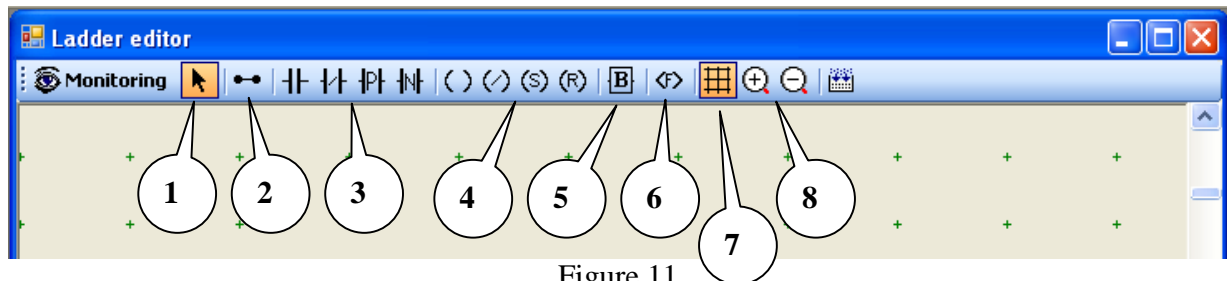 Ladder editor
Monitoring P N ( ) (/) (S) (R) B <F>
1 2 3 4 5 6 8
7
Figure 11